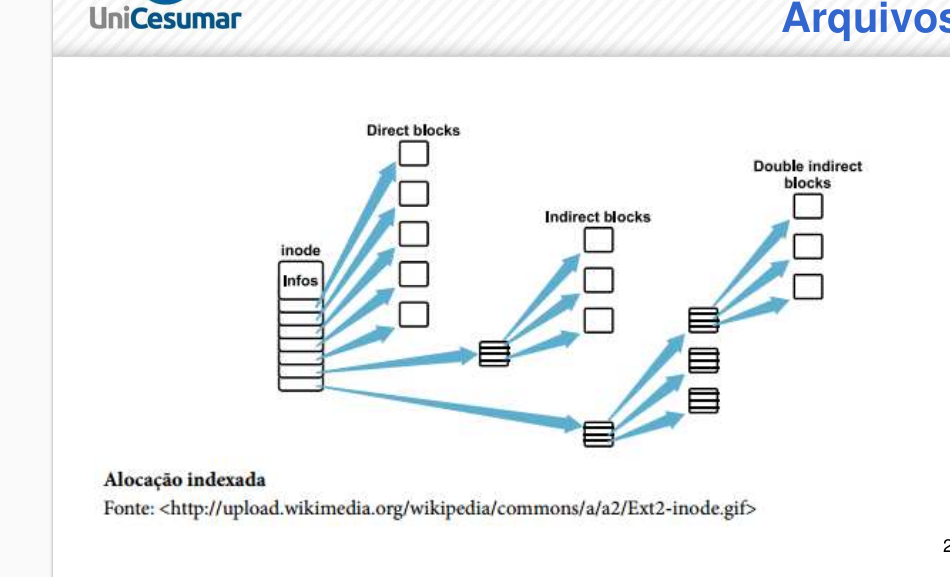 UniCesumar
Arquivos
Direct blocks
Double indirect
blocks
Indirect blocks
inode
Infos
Alocação indexada
Fonte: <http://upload.wikimedia.org/wikipedia/commons/a/a2/Ext2-inode.gif>
2